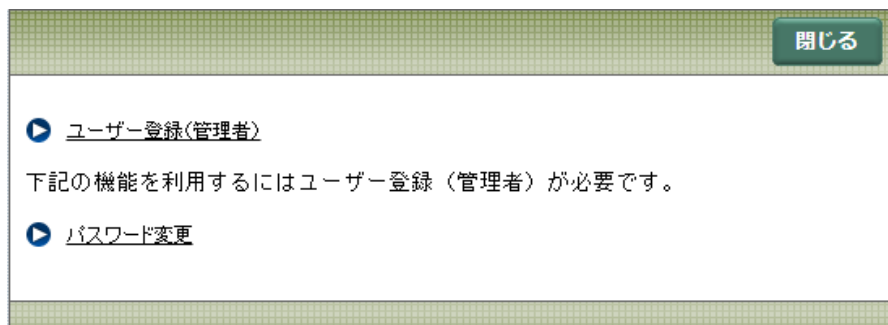 閉じる
ユーザー登録(管理者)
下記の機能を利用するにはユーザー登録（管理者）が必要です。
パスワード変更